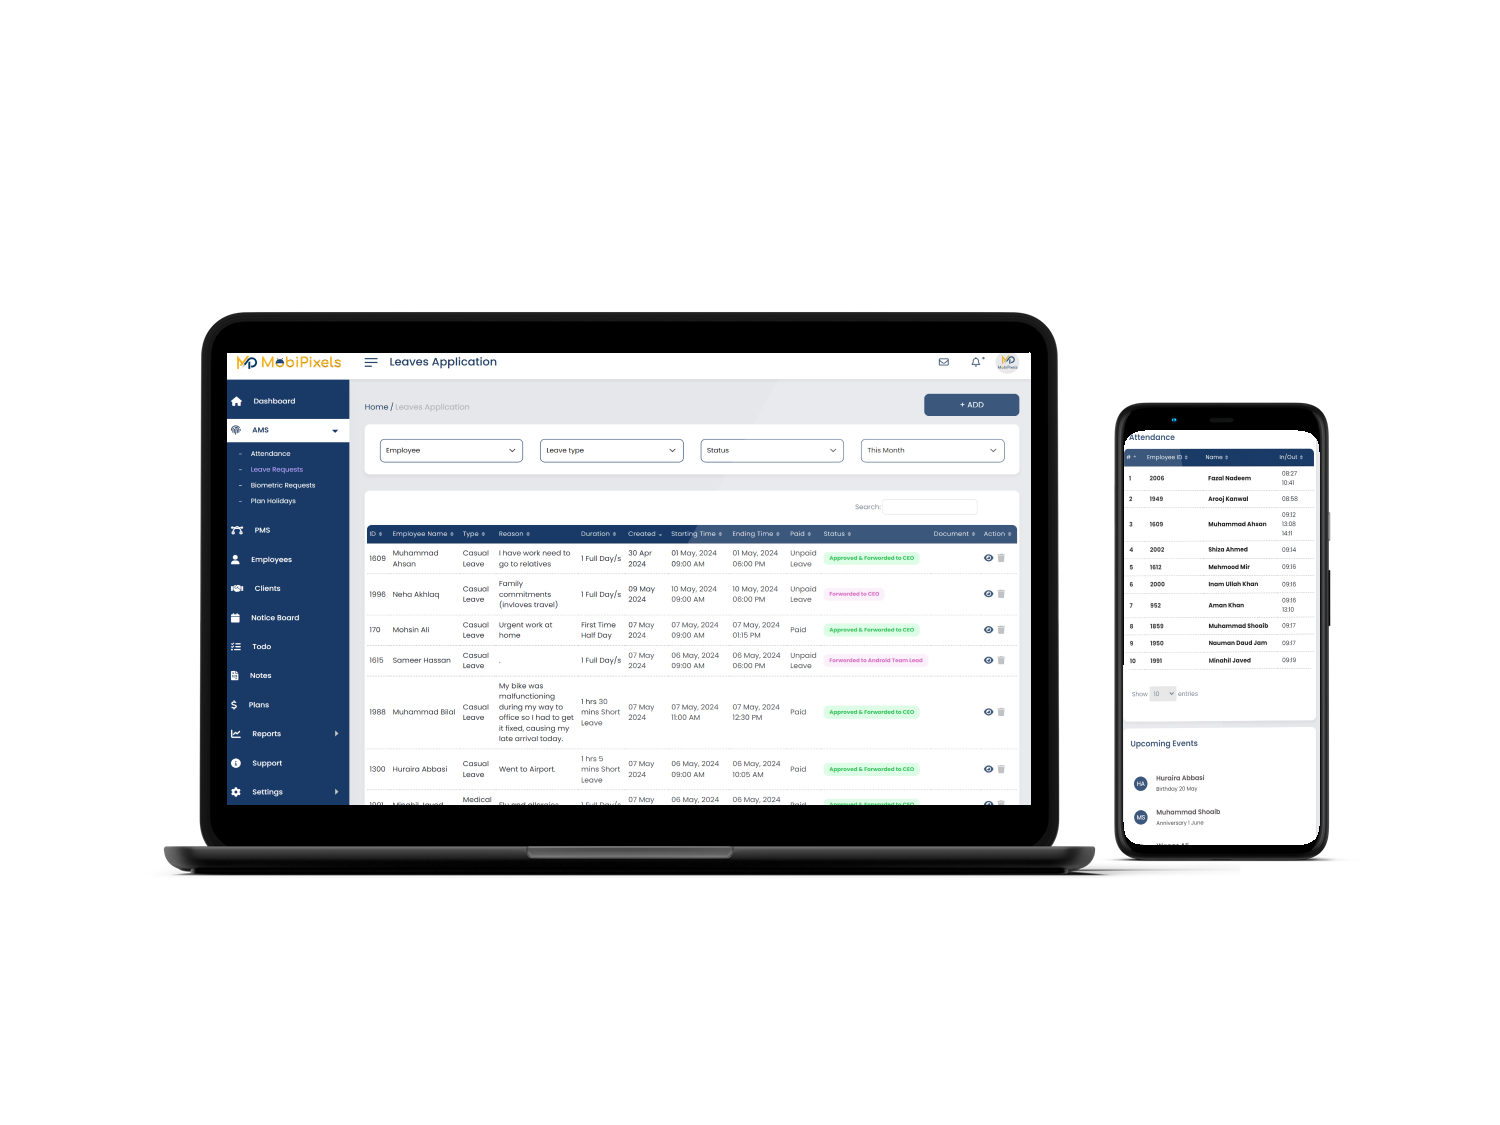 MP MobiPixels
Leaves Application
MP
MobiPixels
Dashboard
AMS
- Attendance
- Leave Requests
- Biometric Requests
- Plan Holidays
PMS
Employees
Clients
Notice Board
Todo
Notes
Plans
Reports
Support
Settings
Home / Leaves Application
+ ADD
Employee
Leave type
Status
This Month
Search:
ID Employee Name Type Reason Duration Created Starting Time Ending Time Paid Status Document Action
1609 Muhammad Ahsan Casual Leave I have work need to go to relatives 1 Full Day/s 30 Apr 2024 01 May, 2024 09:00 AM 01 May, 2024 06:00 PM Unpaid Leave Approved & Forwarded to CEO
1996 Neha Akhlaq Casual Leave Family commitments (invloves travel) 1 Full Day/s 09 May 2024 10 May, 2024 09:00 AM 10 May, 2024 06:00 PM Unpaid Leave Forwarded to CEO
170 Mohsin Ali Casual Leave Urgent work at home First Time Half Day 07 May 2024 07 May, 2024 09:00 AM 07 May, 2024 01:15 PM Paid Approved & Forwarded to CEO
1615 Sameer Hassan Casual Leave . 1 Full Day/s 07 May 2024 06 May, 2024 09:00 AM 06 May, 2024 06:00 PM Unpaid Leave Forwarded to Android Team Lead
1988 Muhammad Bilal Casual Leave My bike was malfunctioning during my way to office so I had to get it fixed, causing my late arrival today. 1 hrs 30 mins Short Leave 07 May 2024 07 May, 2024 11:00 AM 07 May, 2024 12:30 PM Paid Approved & Forwarded to CEO
1300 Huraira Abbasi Casual Leave Went to Airport. 1 hrs 5 mins Short Leave 07 May 2024 06 May, 2024 09:00 AM 06 May, 2024 10:05 AM Paid Approved & Forwarded to CEO
1991 Minahil Javed Medical Flu and allergies 1 Full Day/s 07 May 06 May, 2024 06 May, 2024 Paid Approved & Forwarded to CEO
Attendance
# Employee ID Name In/Out
1 2006 Fazal Nadeem 08:27 10:41
2 1949 Arooj Kanwal 08:58
3 1609 Muhammad Ahsan 09:12 13:08 14:11
4 2002 Shiza Ahmed 09:14
5 1612 Mehmood Mir 09:16
6 2000 Inam Ullah Khan 09:16
7 952 Aman Khan 09:16 13:10
8 1859 Muhammad Shoaib 09:17
9 1950 Nauman Daud Jam 09:17
10 1991 Minahil Javed 09:19
Show 10 entries
Upcoming Events
HA Huraira Abbasi
Birthday 20 May
MS Muhammad Shoaib
Anniversary 1 June